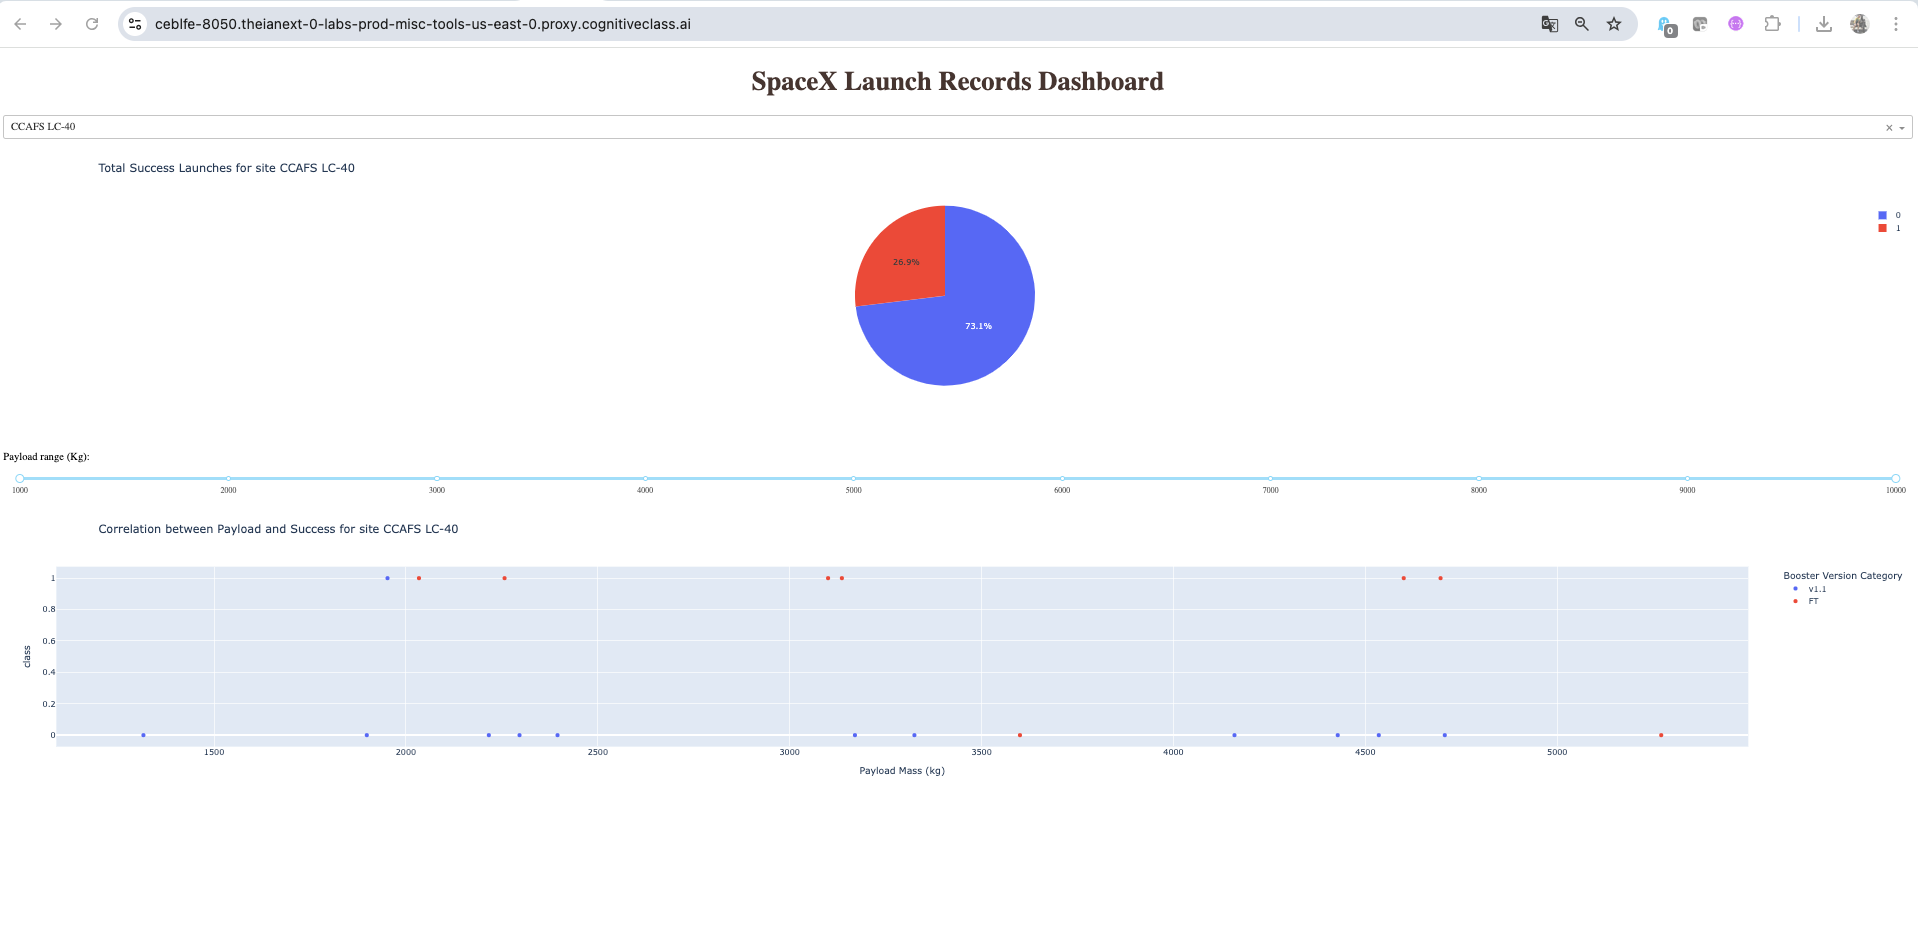 ceblfe-8050.theianext-0-labs-prod-misc-tools-us-east-0.proxy.cognitiveclass.ai
0
SpaceX Launch Records Dashboard
CCAFS LC-40
Total Success Launches for site CCAFS LC-40
0
1
26.9%
73.1%
Payload range (Kg):
1000 2000 3000 4000 5000 6000 7000 8000 9000 10000
Correlation between Payload and Success for site CCAFS LC-40
1
0.8
0.6
0.4
0.2
0
class
1500 2000 2500 3000 3500 4000 4500 5000
Payload Mass (kg)
Booster Version Category
v1.1
FT